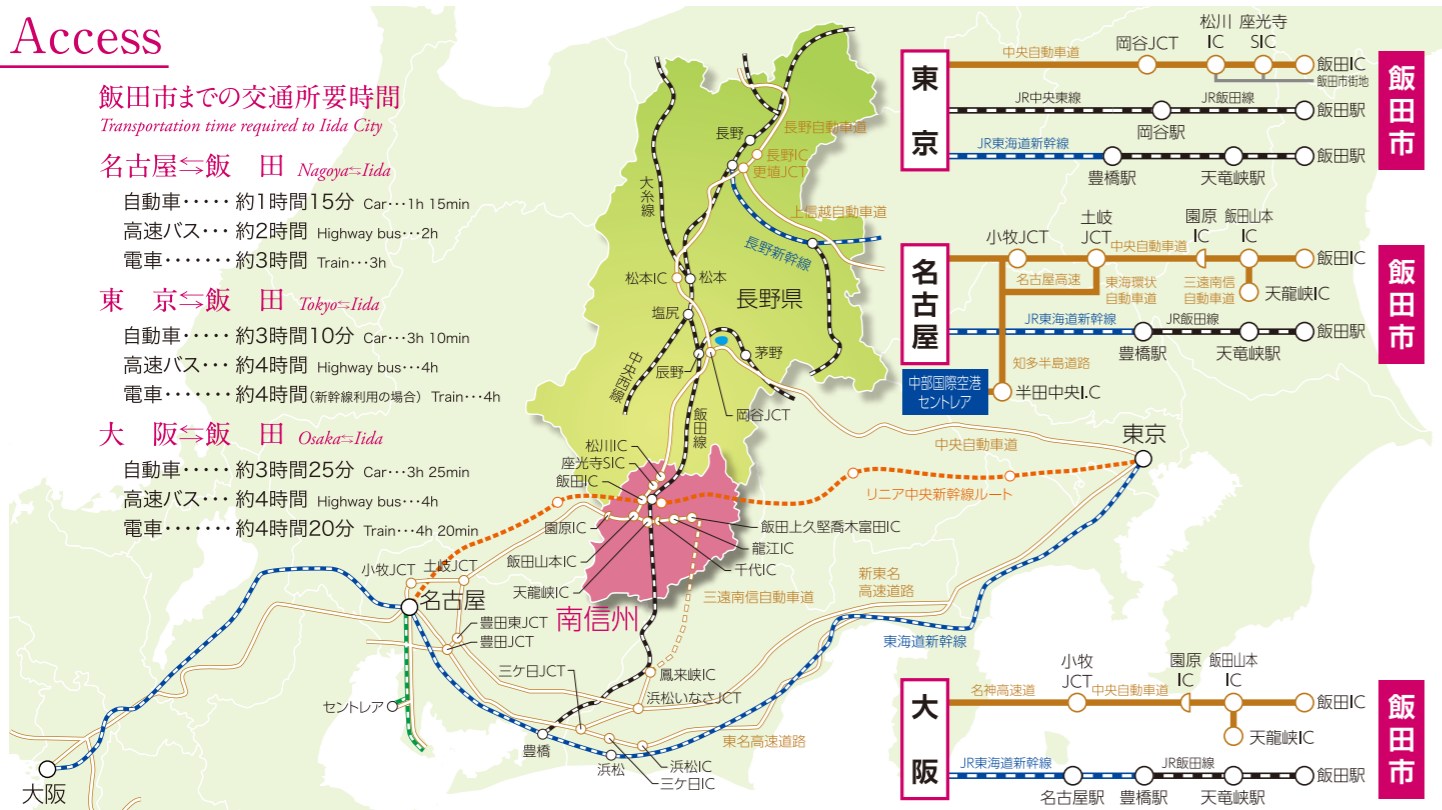 Access
飯田市までの交通所要時間
Transportation time required to Iida City
名古屋⇆飯　田 Nagoya⇆Iida
自動車・・・・・約1時間15分 Car…1h 15min
高速バス・・・約2時間 Highway bus…2h
電車・・・・・・・約3時間 Train…3h
東　京⇆飯　田 Tokyo⇆Iida
自動車・・・・・約3時間10分 Car…3h 10min
高速バス・・・約4時間 Highway bus…4h
電車・・・・・・・約4時間(新幹線利用の場合) Train…4h
大　阪⇆飯　田 Osaka⇆Iida
自動車・・・・・約3時間25分 Car…3h 25min
高速バス・・・約4時間 Highway bus…4h
電車・・・・・・・約4時間20分 Train…4h 20min
長野
長野自動車道
長野IC
更埴JCT
大糸線
上信越自動車道
長野新幹線
松本IC
松本
長野県
塩尻
中央西線
辰野
茅野
飯田線
岡谷JCT
松川IC
座光寺SIC
飯田IC
園原IC
飯田山本IC
天龍峡IC
飯田上久堅喬木富田IC
龍江IC
千代IC
南信州
三遠南信自動車道
中央自動車道
リニア中央新幹線ルート
東京
新東名
高速道路
東海道新幹線
小牧JCT
土岐JCT
名古屋
豊田東JCT
豊田JCT
三ケ日JCT
鳳来峡IC
浜松いなさJCT
セントレア
豊橋
浜松
浜松IC
三ケ日IC
東名高速道路
大阪
東京
中央自動車道
岡谷JCT
松川
IC
座光寺
SIC
飯田IC
飯田市街地
JR中央東線
岡谷駅
JR飯田線
飯田駅
JR東海道新幹線
豊橋駅
天竜峡駅
飯田駅
飯田市
名古屋
小牧JCT
土岐
JCT
中央自動車道
園原
IC
飯田山本
IC
飯田IC
名古屋高速
東海環状
自動車道
三遠南信
自動車道
天龍峡IC
JR東海道新幹線
豊橋駅
JR飯田線
天竜峡駅
飯田駅
知多半島道路
中部国際空港
セントレア
半田中央I.C
飯田市
大阪
名神高速道
小牧
JCT
中央自動車道
園原
IC
飯田山本
IC
飯田IC
天龍峡IC
JR東海道新幹線
名古屋駅
豊橋駅
JR飯田線
天竜峡駅
飯田駅
飯田市